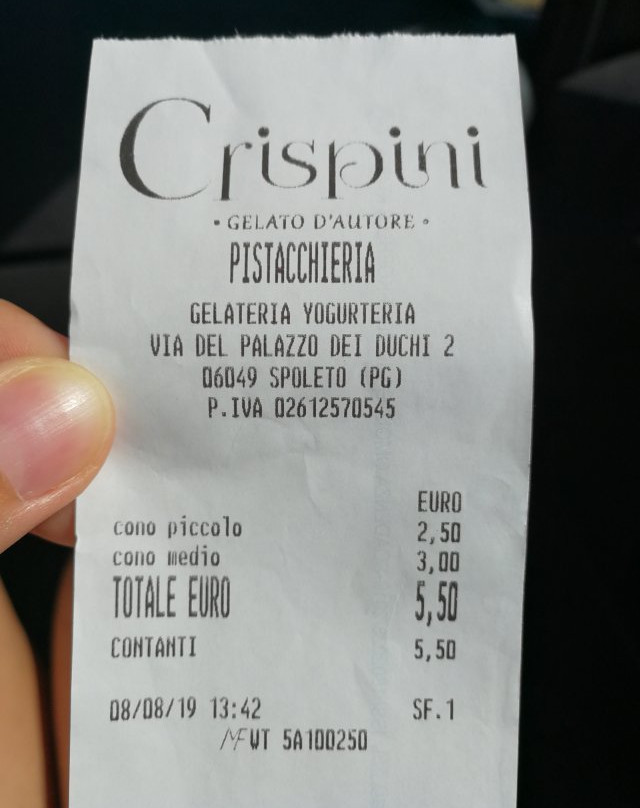 Crispini
• GELATO D'AUTORE •
PISTACCHIERIA
GELATERIA YOGURTERIA
VIA DEL PALAZZO DEI DUCHI 2
06049 SPOLETO (PG)
P.IVA 02612570545
EURO
cono piccolo 2,50
cono medio 3,00
TOTALE EURO 5,50
CONTANTI 5,50
08/08/19 13:42 SF.1
MF WT 5A100250